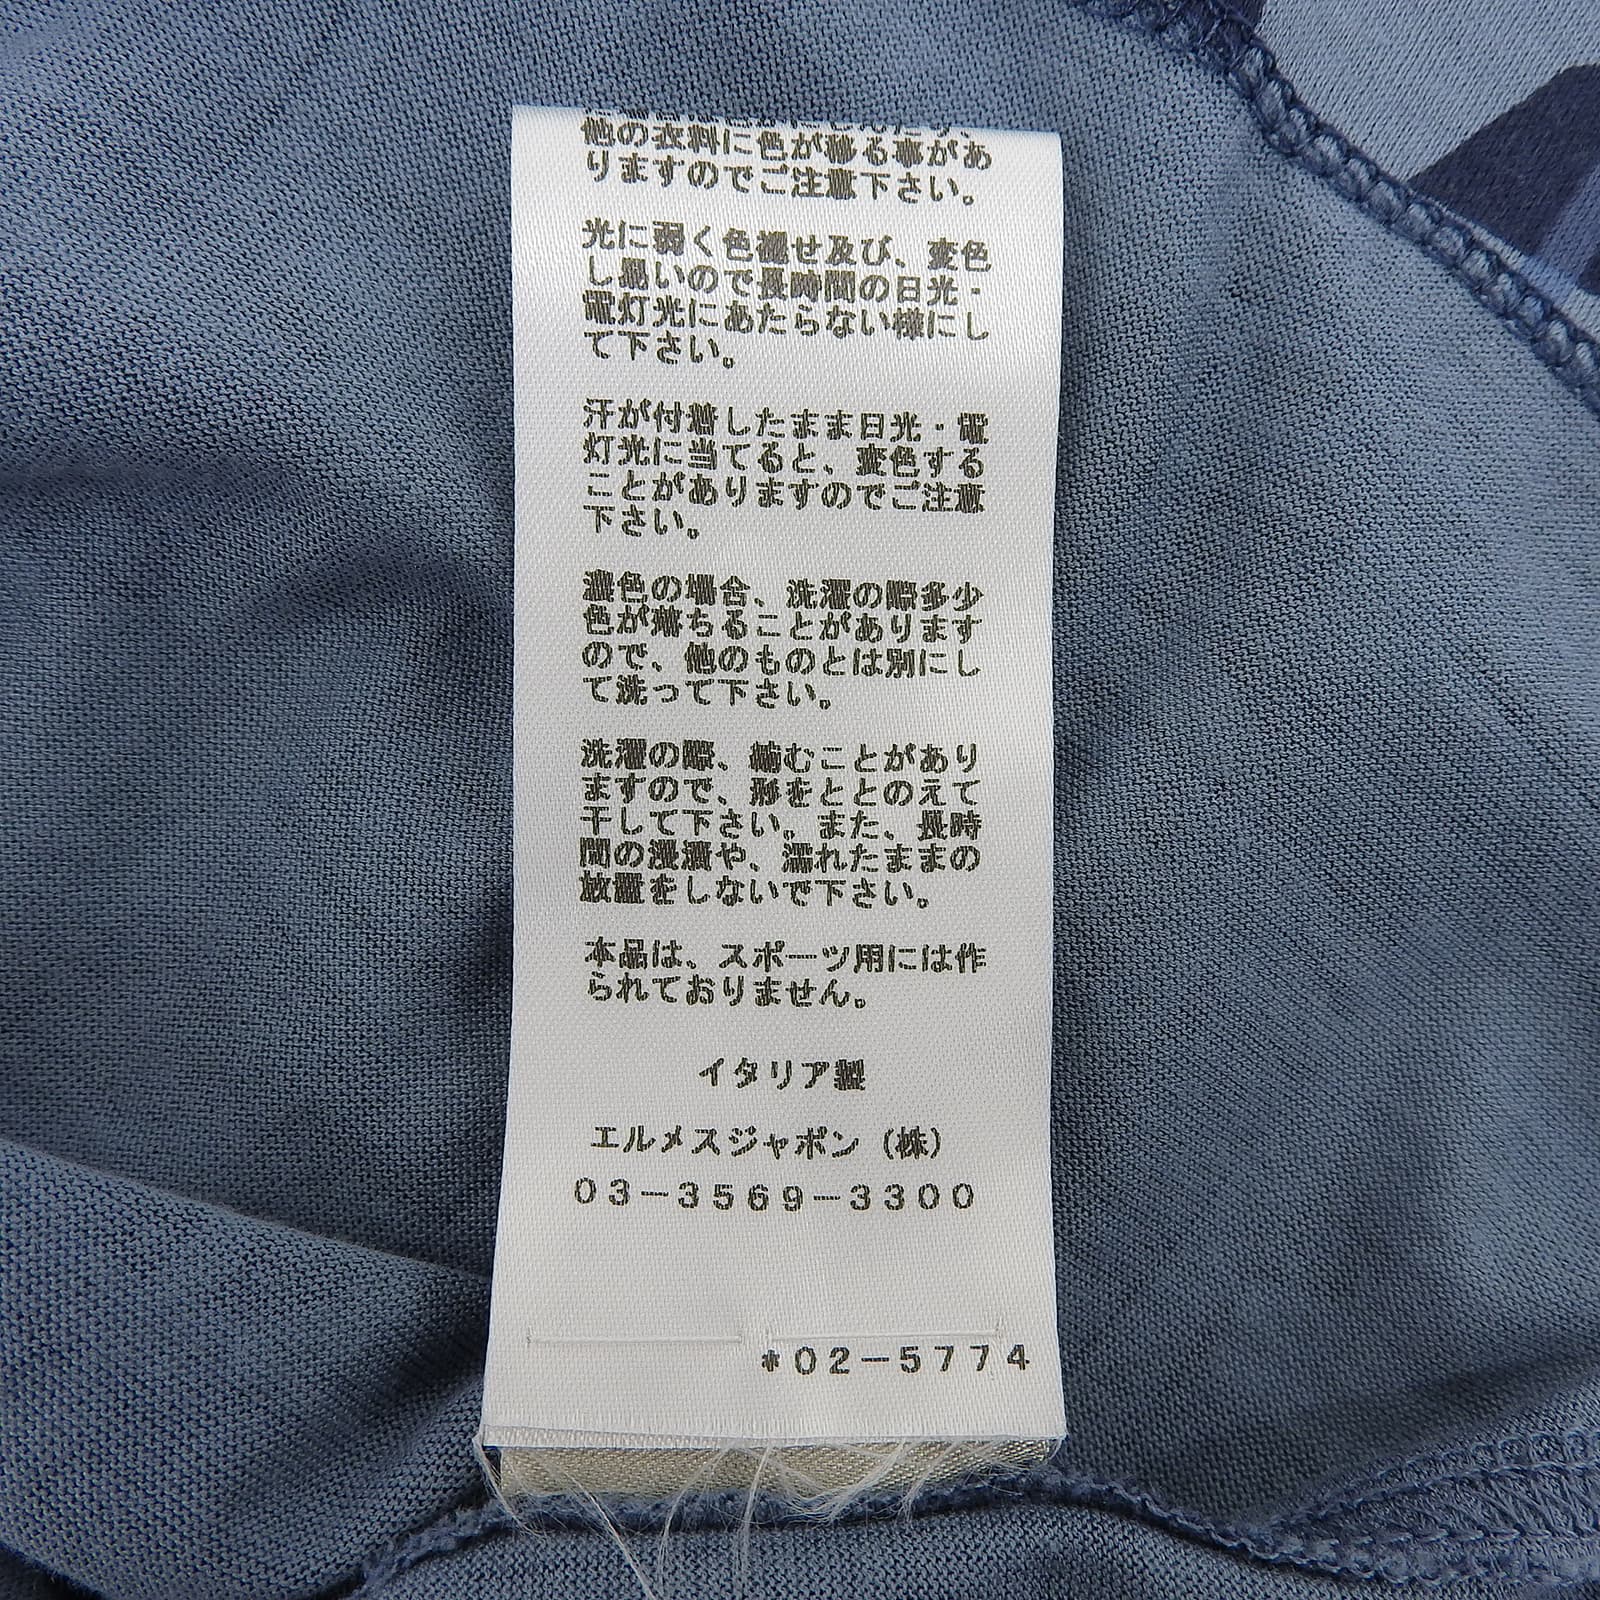 他の衣料に色が移る事があ
りますのでご注意下さい。
光に弱く色褪せ及び、変色
し易いので長時間の日光・
電灯光にあたらない様にし
て下さい。
汗が付着したまま日光・電
灯光に当てると、変色する
ことがありますのでご注意
下さい。
濃色の場合、洗濯の際多少
色が落ちることがあります
ので、他のものとは別にし
て洗って下さい。
洗濯の際、縮むことがあり
ますので、形をととのえて
干して下さい。また、長時
間の浸漬や、濡れたままの
放置をしないで下さい。
本品は、スポーツ用には作
られておりません。
イタリア製
エルメスジャポン（株）
03-3569-3300
*02-5774